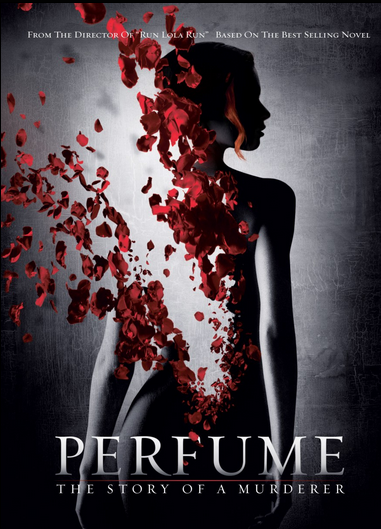 From The Director Of "Run Lola Run"  Based On The Best Selling Novel
PERFUME
THE STORY OF A MURDERER